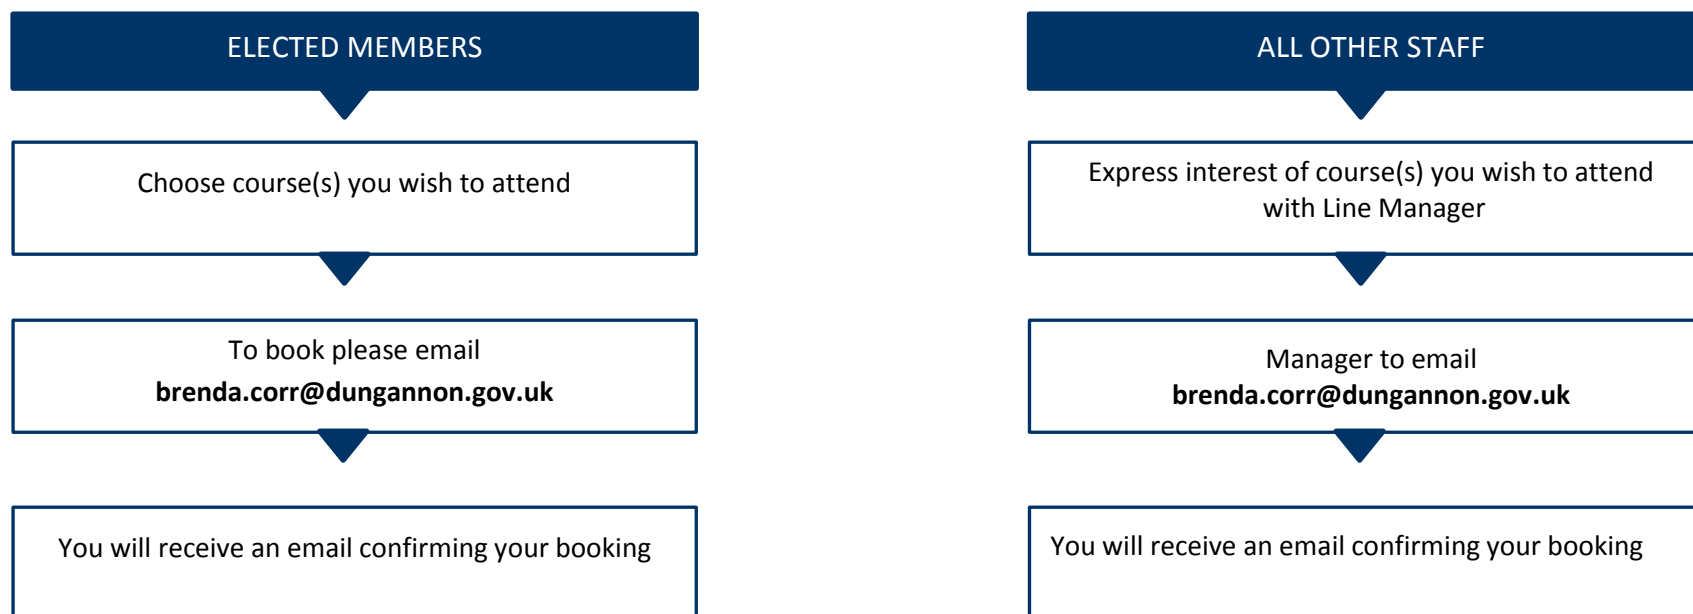 ELECTED MEMBERS
Choose course(s) you wish to attend
To book please email
brenda.corr@dungannon.gov.uk
You will receive an email confirming your booking
ALL OTHER STAFF
Express interest of course(s) you wish to attend
with Line Manager
Manager to email
brenda.corr@dungannon.gov.uk
You will receive an email confirming your booking